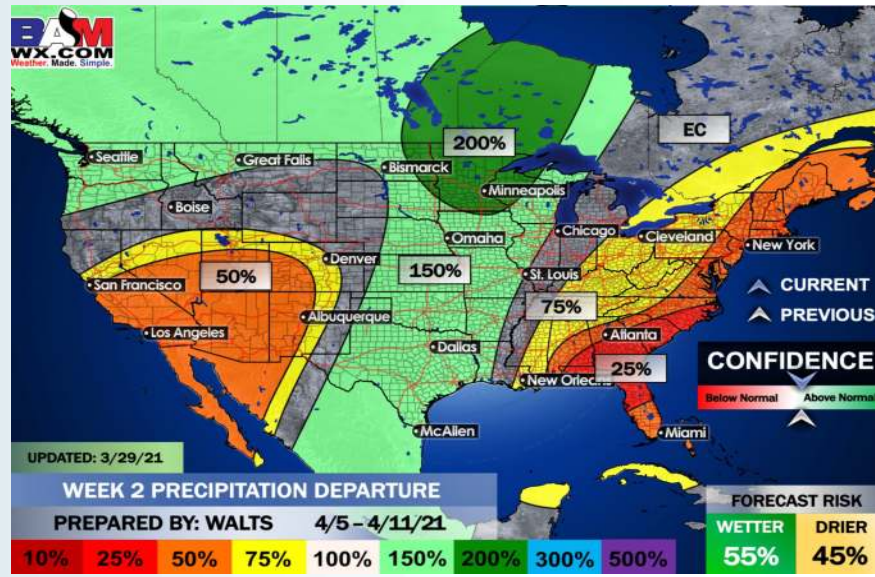 BAM
WX.COM
Weather. Made. Simple.
EC
200%
Seattle
Great Falls
Bismarck
Minneapolis
Boise
Omaha
Chicago
Cleveland
New York
Denver
150%
St. Louis
50%
San Francisco
75%
CURRENT
PREVIOUS
Albuquerque
Los Angeles
Atlanta
Dallas
25%
CONFIDENCE
New Orleans
Below Normal
Above Normal
McAllen
Miami
UPDATED: 3/29/21
WEEK 2 PRECIPITATION DEPARTURE
PREPARED BY: WALTS 4/5 – 4/11/21
FORECAST RISK
WETTER
DRIER
55%
45%
10% 25% 50% 75% 100% 150% 200% 300% 500%